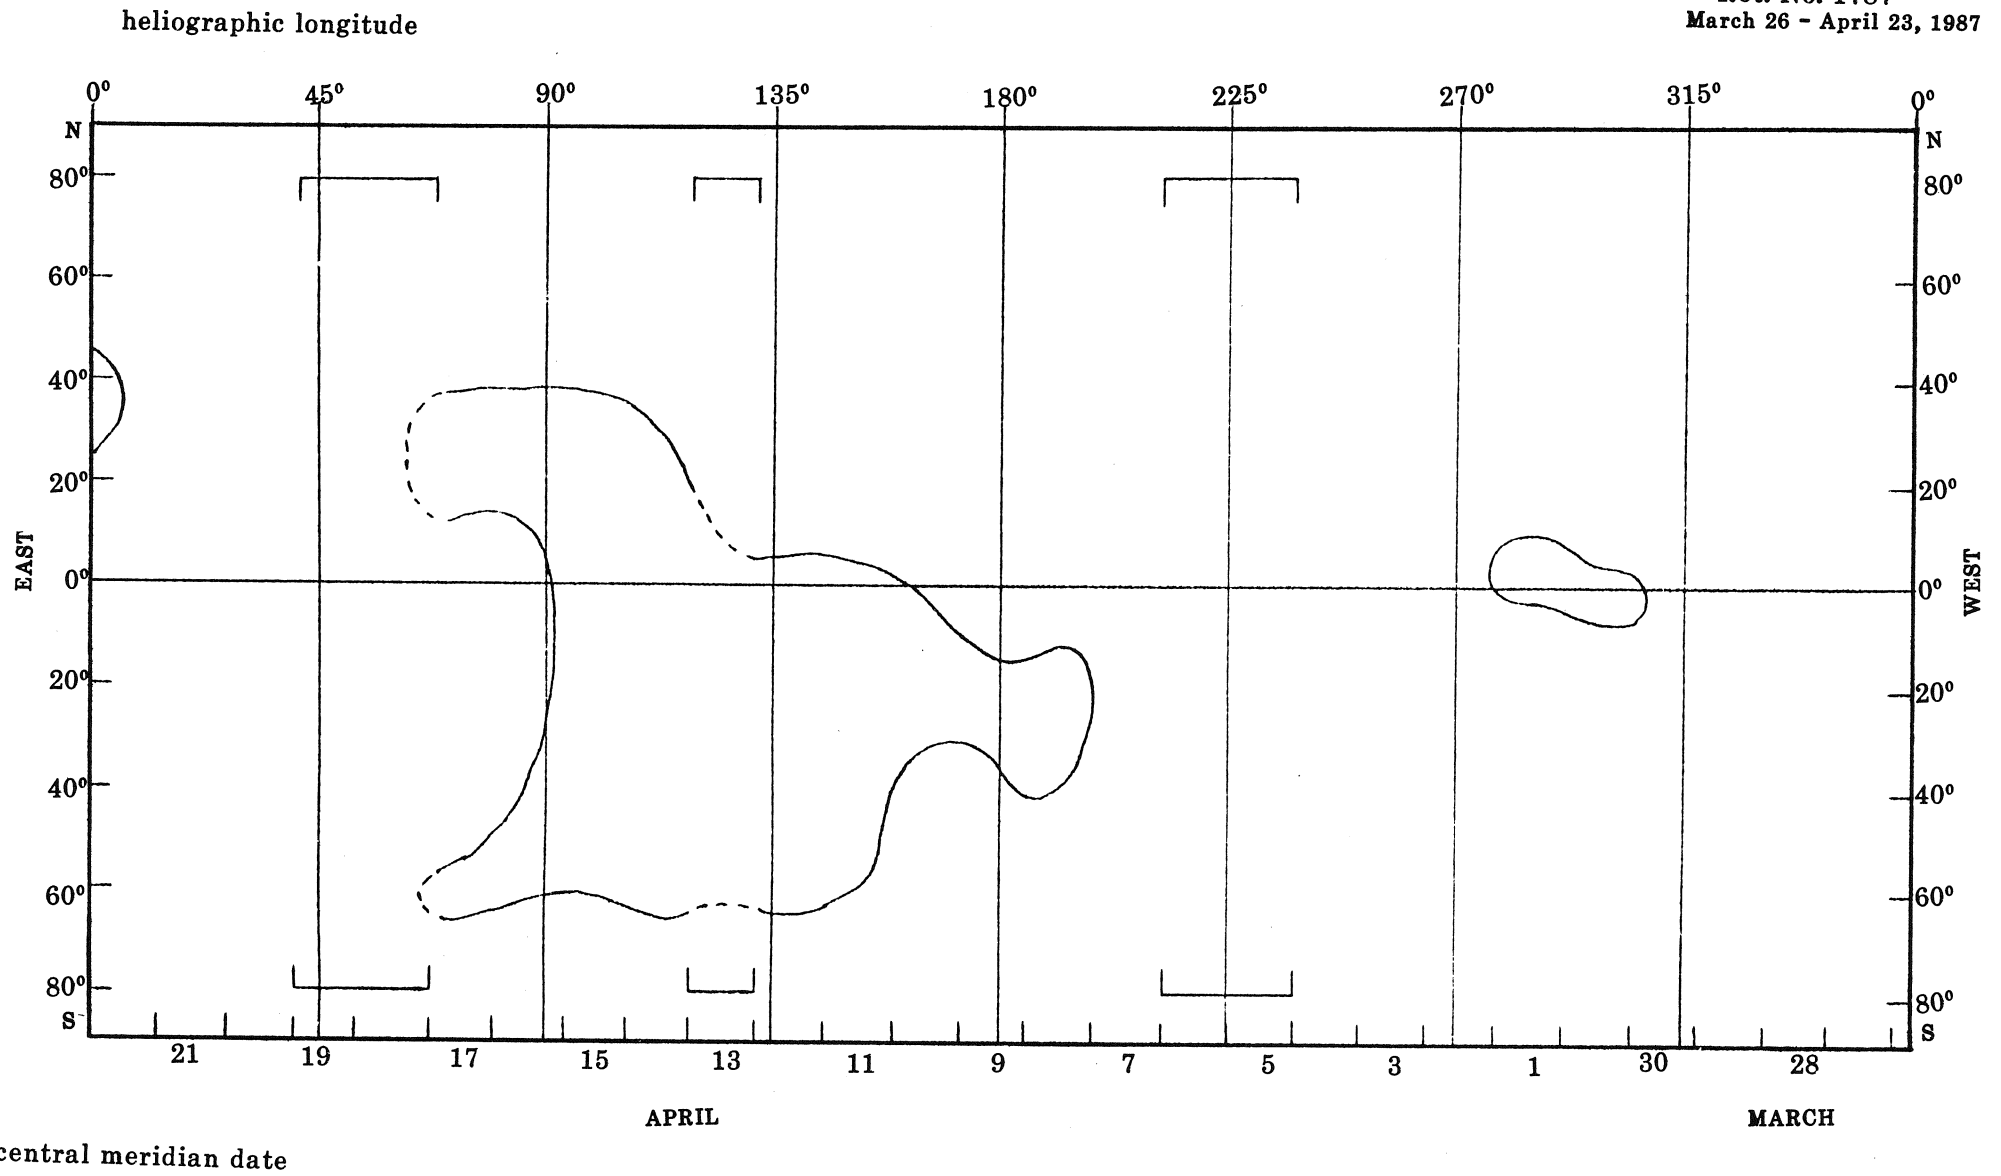 heliographic longitude
March 26 - April 23, 1987
0° 45° 90° 135° 180° 225° 270° 315° 0°
N N
80° 80°
60° 60°
40° 40°
20° 20°
EAST 0° 0° WEST
20° 20°
40° 40°
60° 60°
80° 80°
S S
21 19 17 15 13 11 9 7 5 3 1 30 28
APRIL MARCH
central meridian date